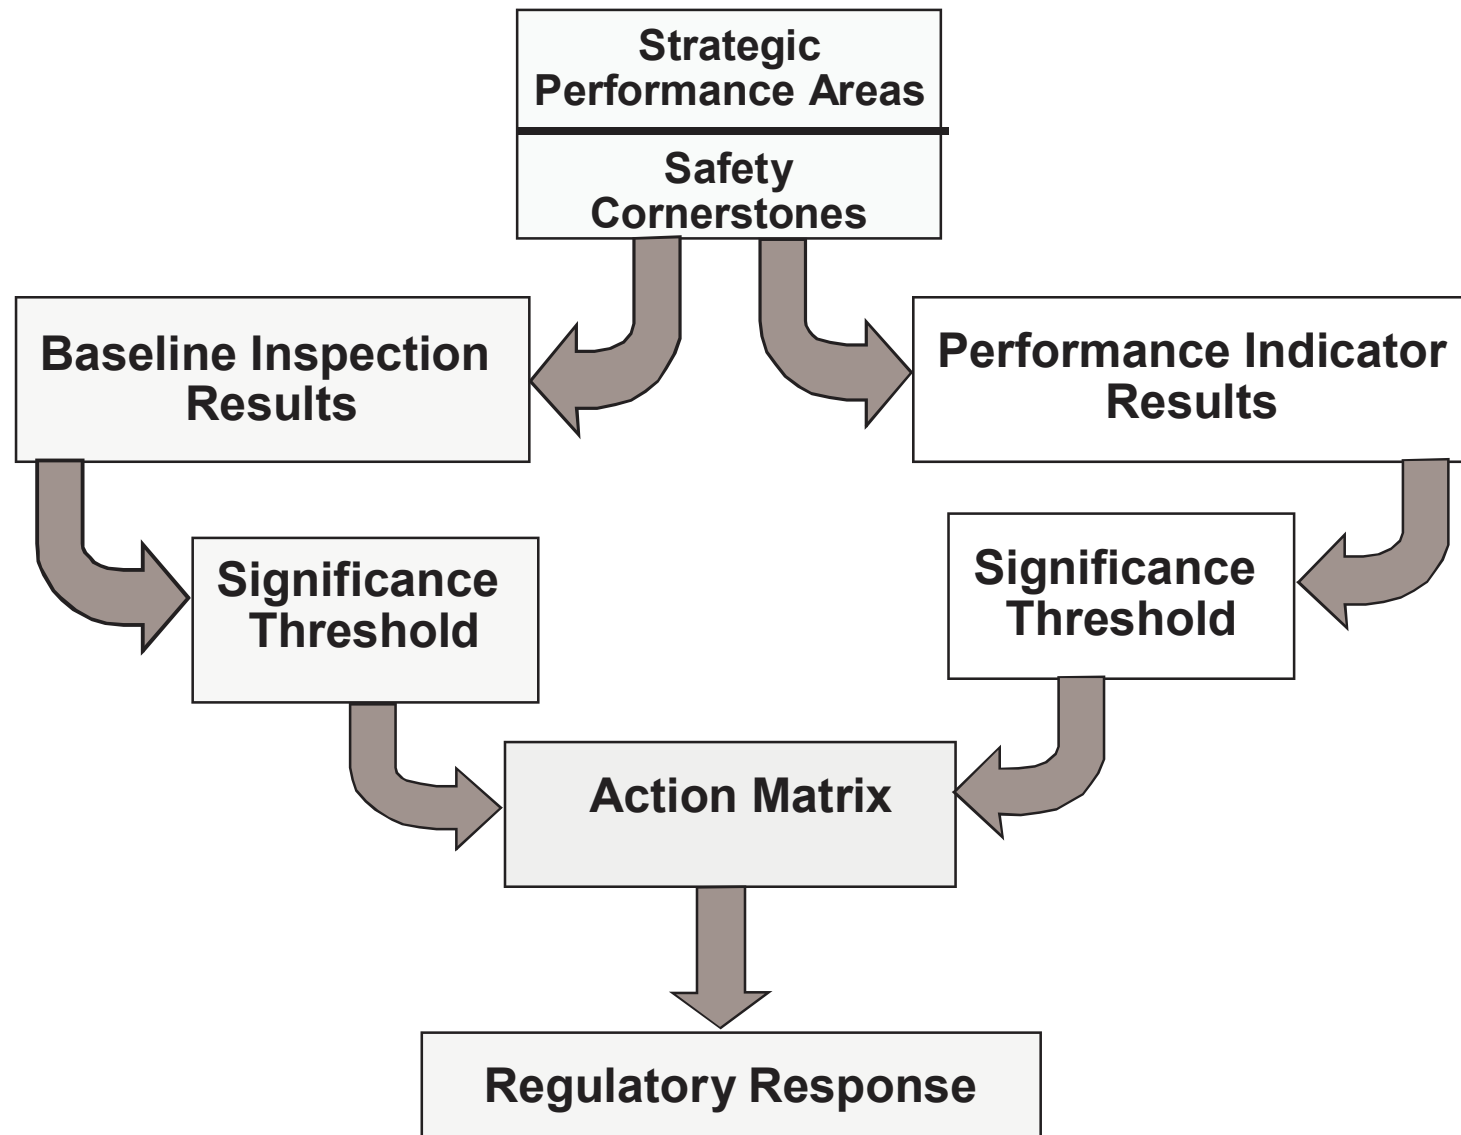 Strategic
Performance Areas
Safety
Cornerstones
Baseline Inspection
Results
Performance Indicator
Results
Significance
Threshold
Significance
Threshold
Action Matrix
Regulatory Response